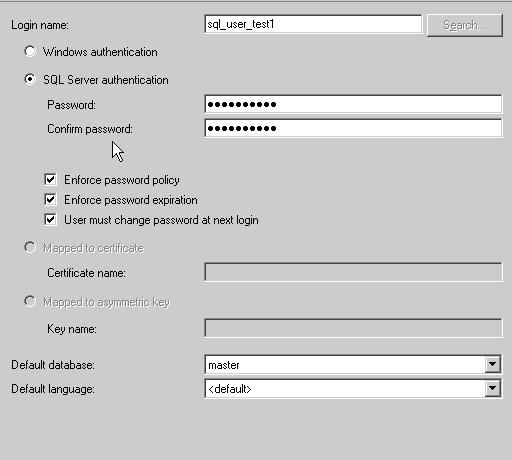 Login name: sql_user_test1 Search...
Windows authentication
SQL Server authentication
Password: ●●●●●●●●●●
Confirm password: ●●●●●●●●●●
Enforce password policy
Enforce password expiration
User must change password at next login
Mapped to certificate
Certificate name:
Mapped to asymmetric key
Key name:
Default database: master
Default language: <default>